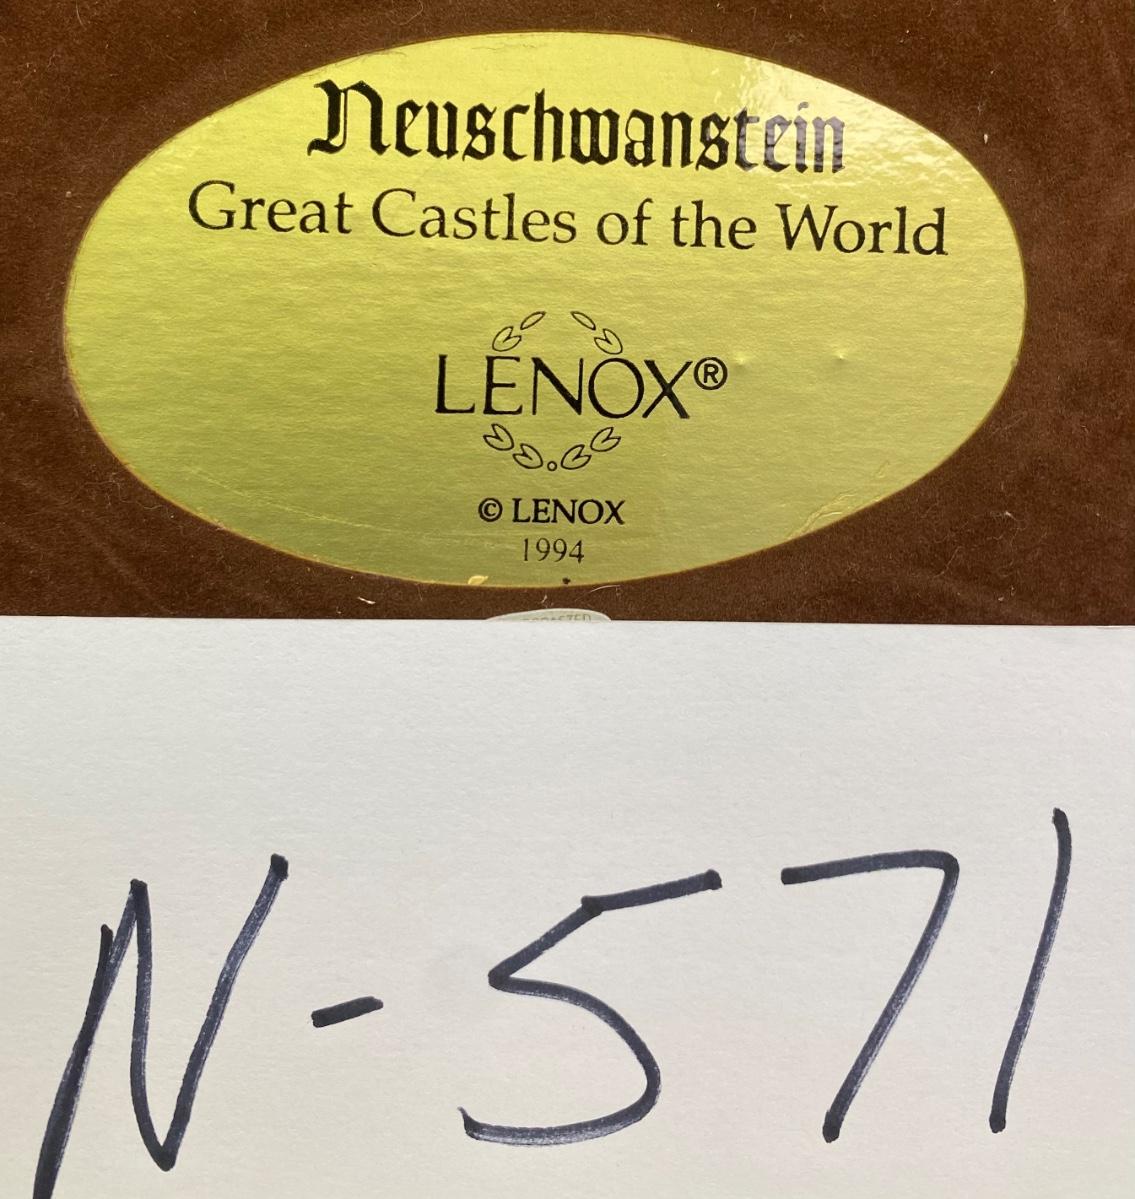 Neuschwanstein
Great Castles of the World
LENOX®
© LENOX
1994
N-571